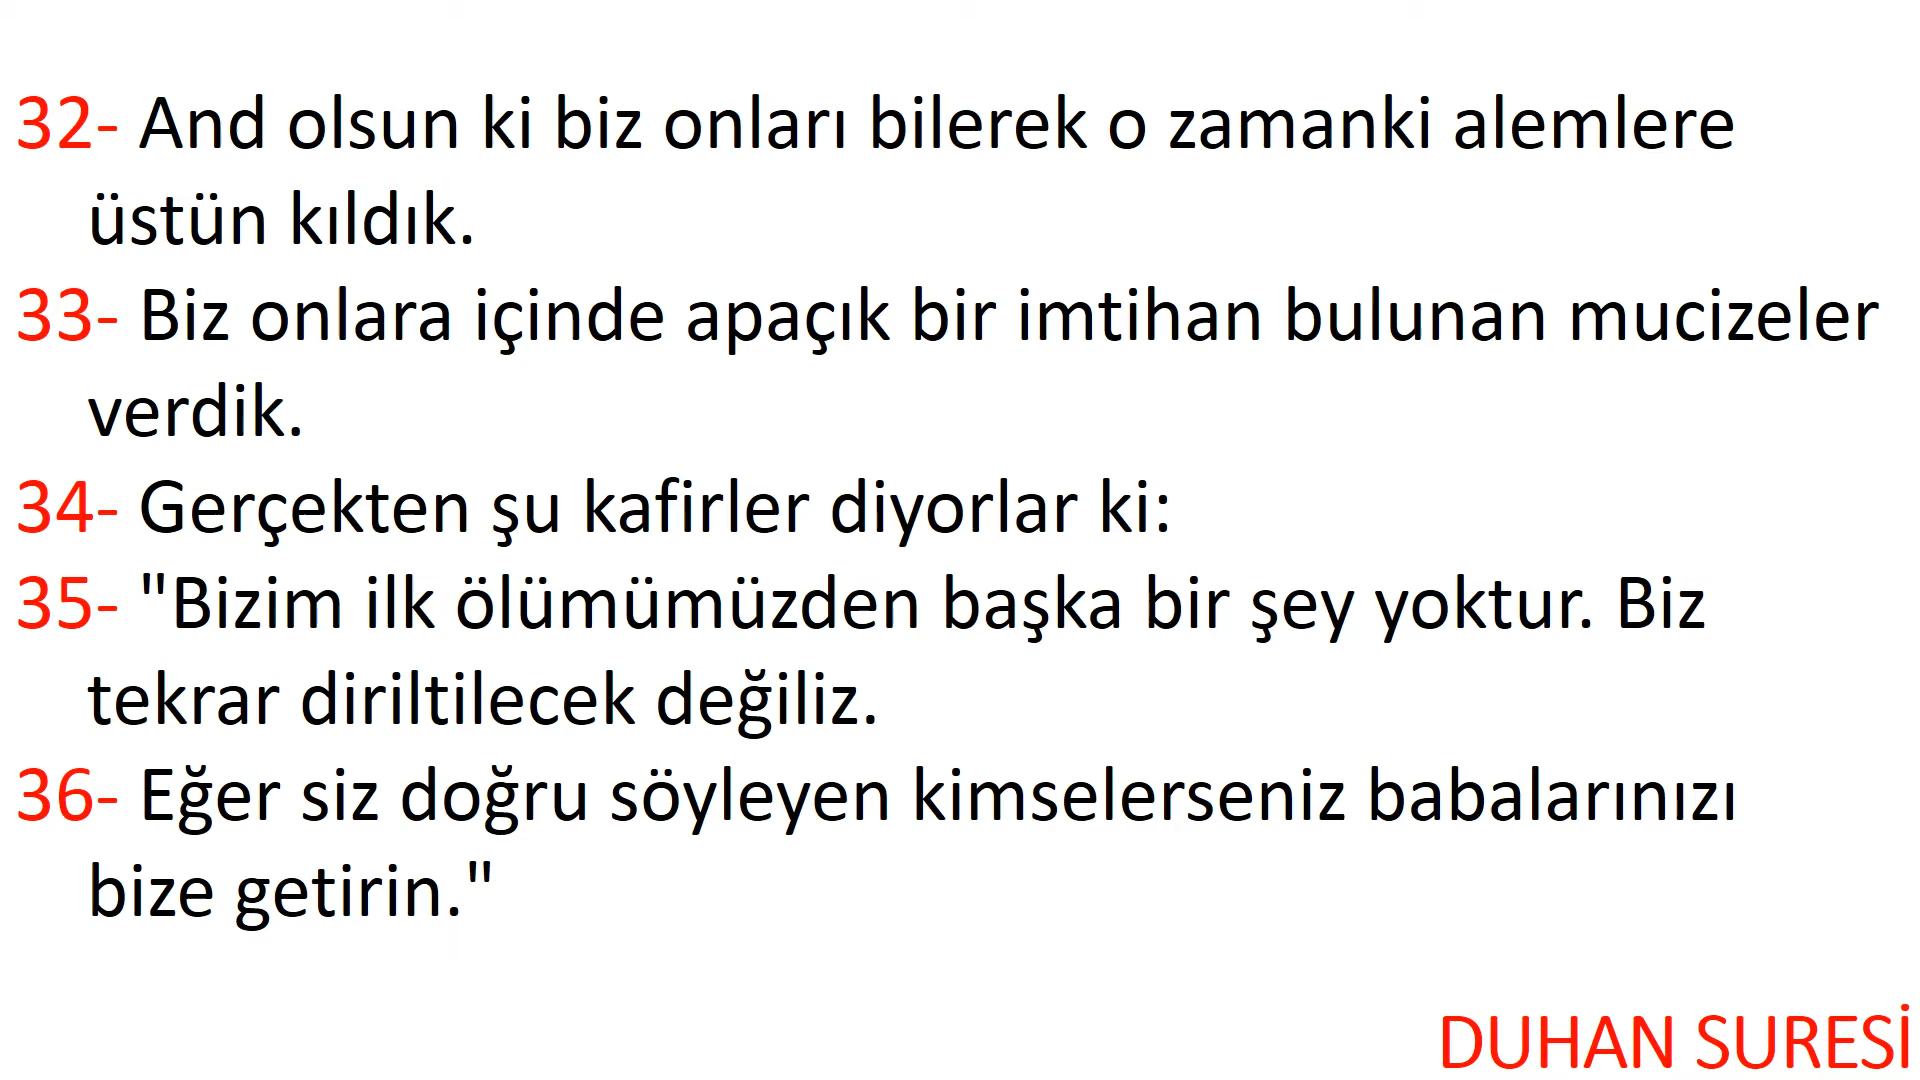 32- And olsun ki biz onları bilerek o zamanki alemlere
üstün kıldık.
33- Biz onlara içinde apaçık bir imtihan bulunan mucizeler
verdik.
34- Gerçekten şu kafirler diyorlar ki:
35- "Bizim ilk ölümümüzden başka bir şey yoktur. Biz
tekrar diriltilecek değiliz.
36- Eğer siz doğru söyleyen kimselerseniz babalarınızı
bize getirin."
DUHAN SURESİ